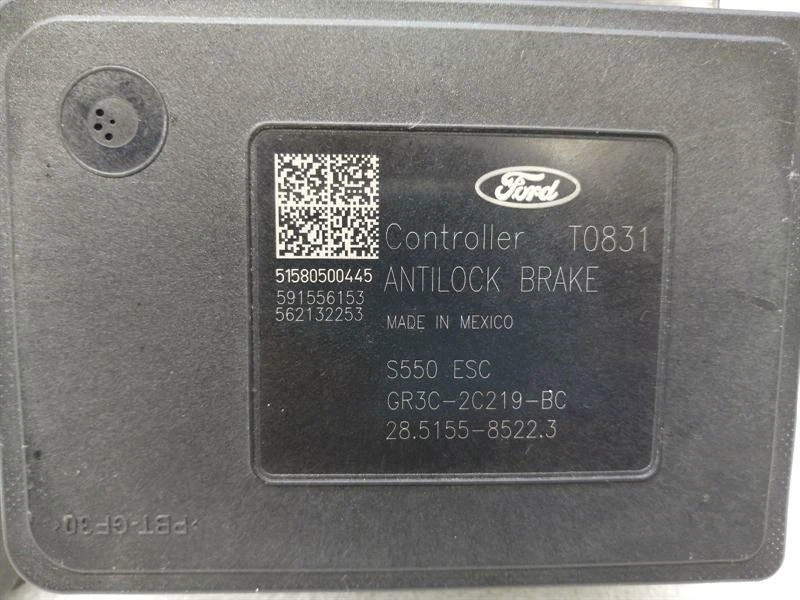 Ford
Controller T0831
ANTILOCK BRAKE
MADE IN MEXICO
S550 ESC
GR3C-2C219-BC
28.5155-8522.3
51580500445
591556153
562132253
>PBT-GF30<